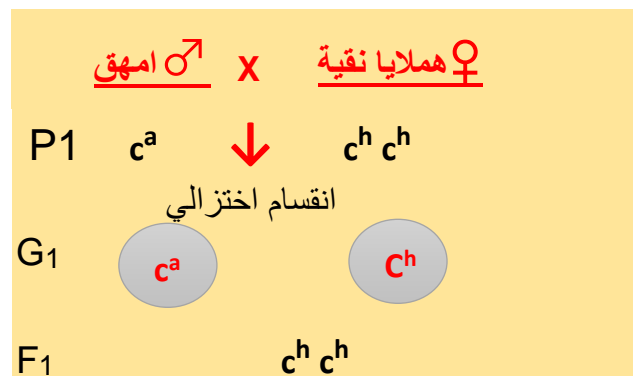 ♀هملايا نقية x ♂امهق
P1 cᵃ ↓ cʰ cʰ
انقسام اختزالي
G₁ cᵃ Cʰ
F₁ cʰ cʰ